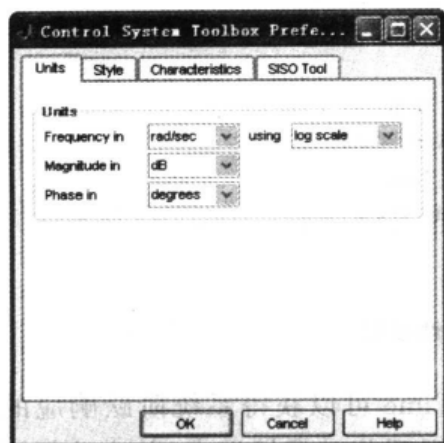 Control System Toolbox Prefe...
Units Style Characteristics SISO Tool
Units
Frequency in rad/sec using log scale
Magnitude in dB
Phase in degrees
OK Cancel Help